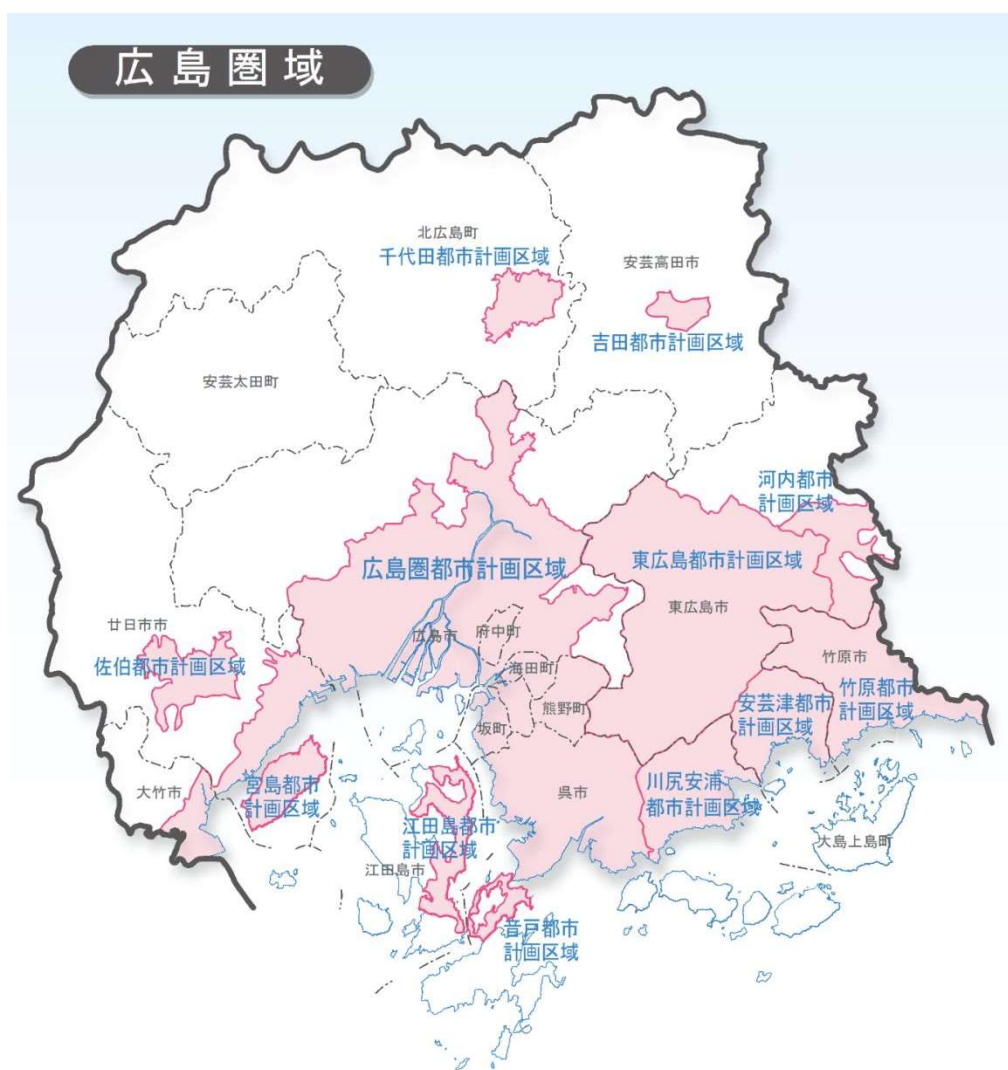 広島圏域
北広島町
千代田都市計画区域
安芸高田市
吉田都市計画区域
安芸太田町
河内都市
計画区域
広島圏都市計画区域
東広島都市計画区域
東広島市
廿日市市
佐伯都市計画区域
広島市
府中町
海田町
熊野町
坂町
竹原市
安芸津都市
計画区域
竹原都市
計画区域
大竹市
宮島都市
計画区域
呉市
川尻安浦
都市計画区域
江田島都市
計画区域
江田島市
大島上島町
音戸都市
計画区域